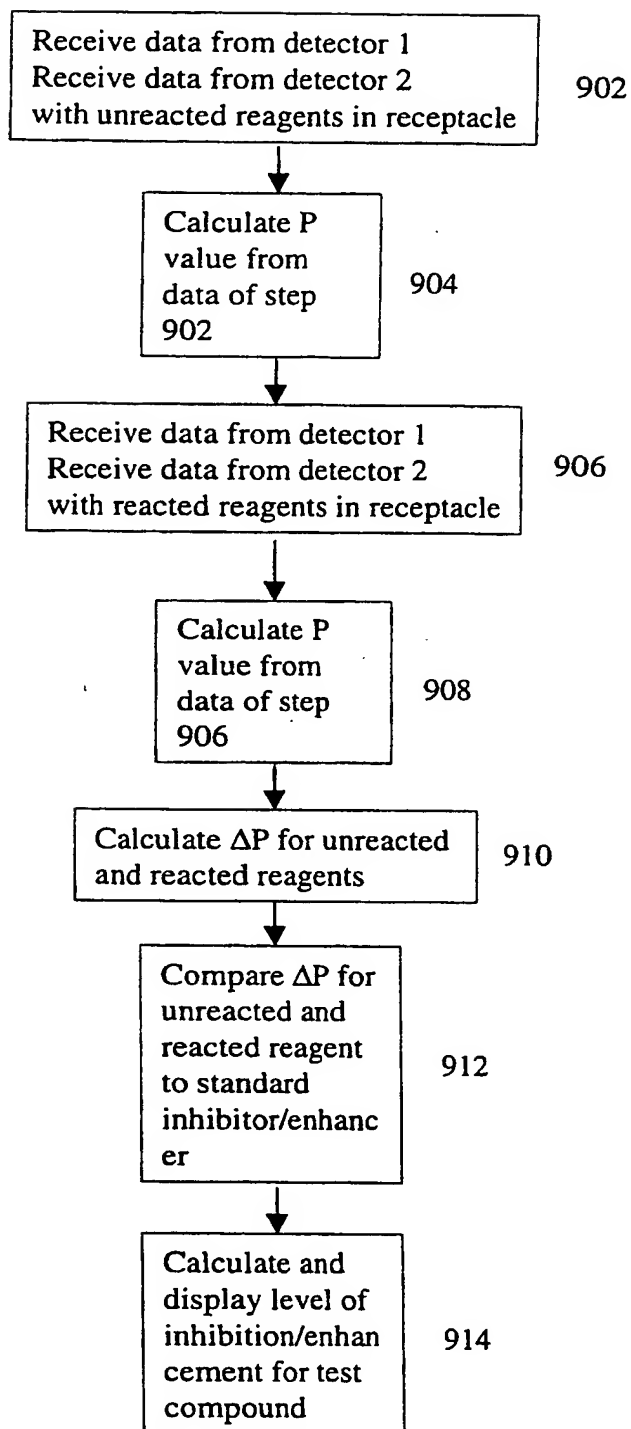 Receive data from detector 1
Receive data from detector 2
with unreacted reagents in receptacle
902
Calculate P
value from
data of step
902
904
Receive data from detector 1
Receive data from detector 2
with reacted reagents in receptacle
906
Calculate P
value from
data of step
906
908
Calculate ΔP for unreacted
and reacted reagents
910
Compare ΔP for
unreacted and
reacted reagent
to standard
inhibitor/enhanc
er
912
Calculate and
display level of
inhibition/enhan
cement for test
compound
914